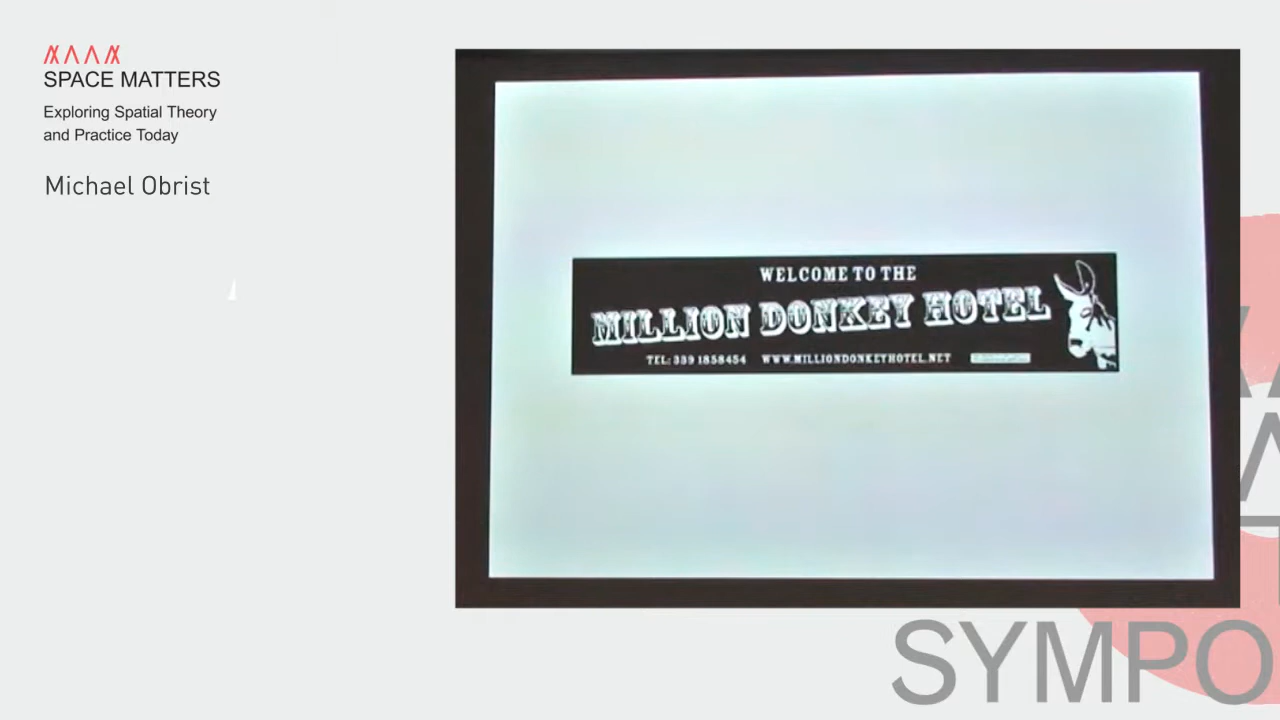 SPACE MATTERS
Exploring Spatial Theory
and Practice Today
Michael Obrist
WELCOME TO THE
MILLION DONKEY HOTEL
TEL: 339 1858454 WWW.MILLIONDONKEYHOTEL.NET
SYMPO